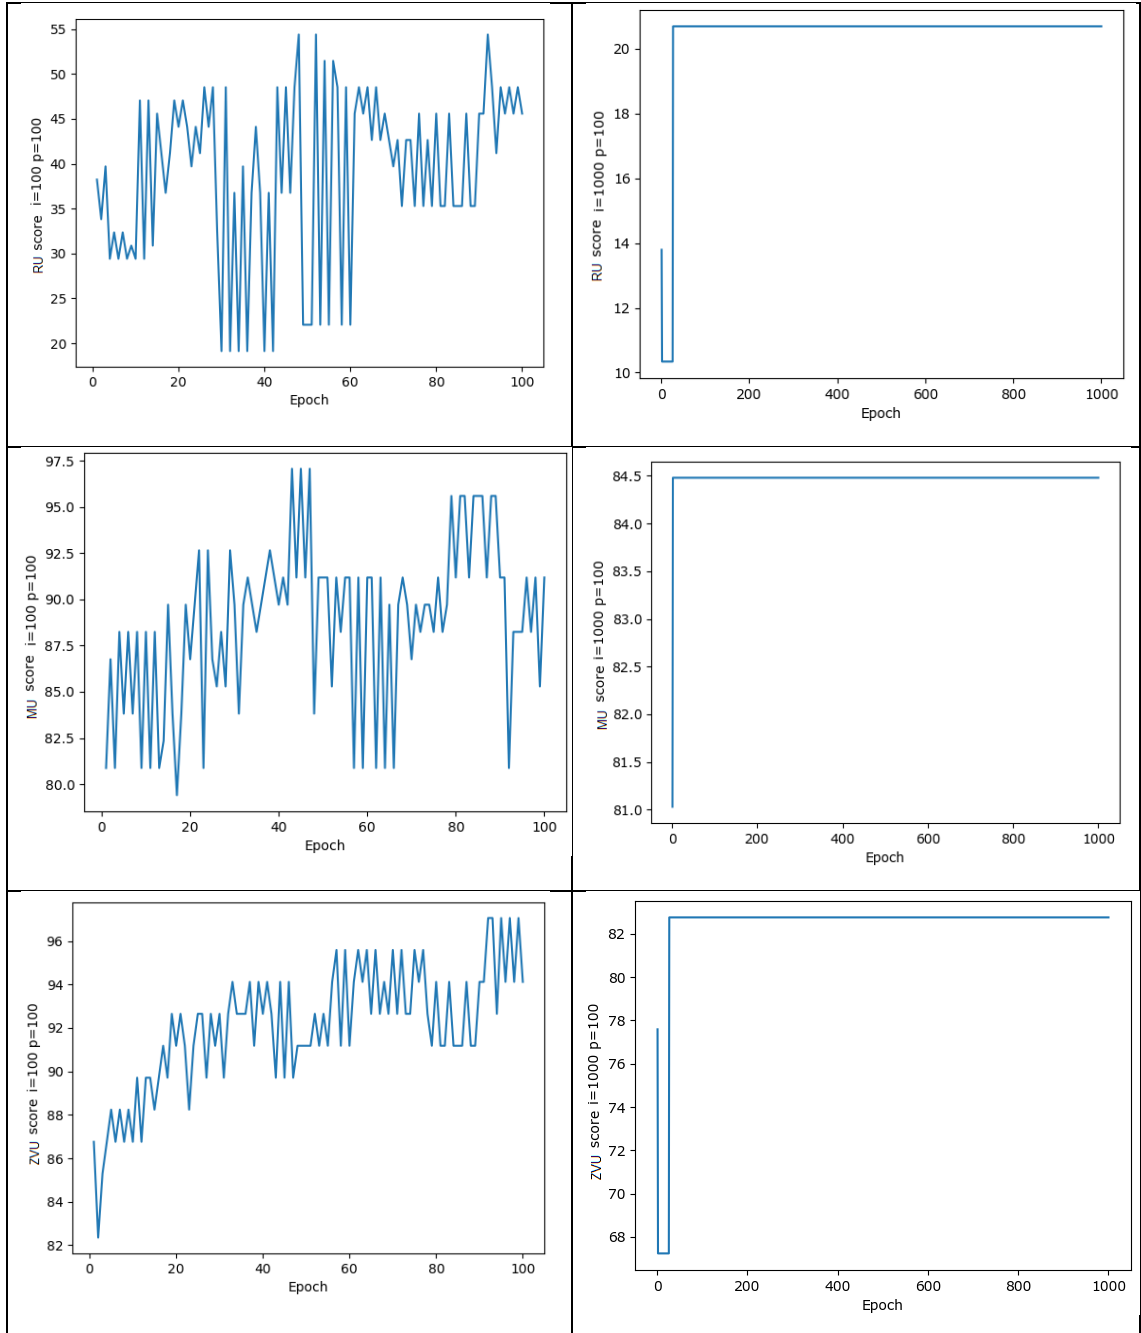 55
50
45
40
35
30
25
20
RU score i=100 p=100
0 20 40 60 80 100
Epoch
20
18
16
14
12
10
RU score i=1000 p=100
0 200 400 600 800 1000
Epoch
97.5
95.0
92.5
90.0
87.5
85.0
82.5
80.0
MU score i=100 p=100
0 20 40 60 80 100
Epoch
84.5
84.0
83.5
83.0
82.5
82.0
81.5
81.0
MU score i=1000 p=100
0 200 400 600 800 1000
Epoch
96
94
92
90
88
86
84
82
ZVU score i=100 p=100
0 20 40 60 80 100
Epoch
82
80
78
76
74
72
70
68
ZVU score i=1000 p=100
0 200 400 600 800 1000
Epoch